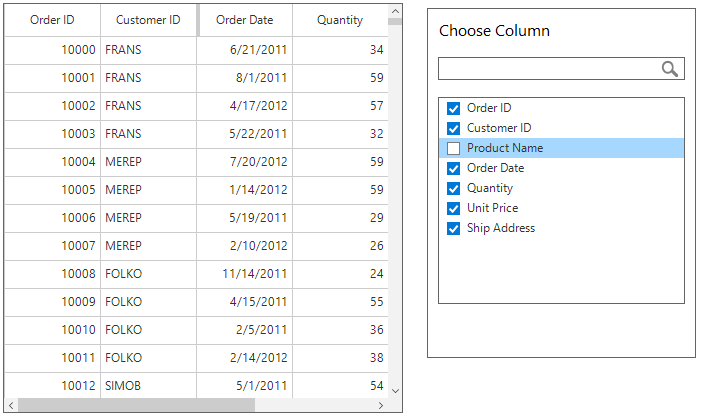 Order ID Customer ID Order Date Quantity
10000 FRANS 6/21/2011 34
10001 FRANS 8/1/2011 59
10002 FRANS 4/17/2012 57
10003 FRANS 5/22/2011 32
10004 MEREP 7/20/2012 59
10005 MEREP 1/14/2012 59
10006 MEREP 5/19/2011 29
10007 MEREP 2/10/2012 26
10008 FOLKO 11/14/2011 24
10009 FOLKO 4/15/2011 55
10010 FOLKO 2/5/2011 36
10011 FOLKO 2/14/2012 38
10012 SIMOB 5/1/2011 54
Choose Column
Order ID
Customer ID
Product Name
Order Date
Quantity
Unit Price
Ship Address